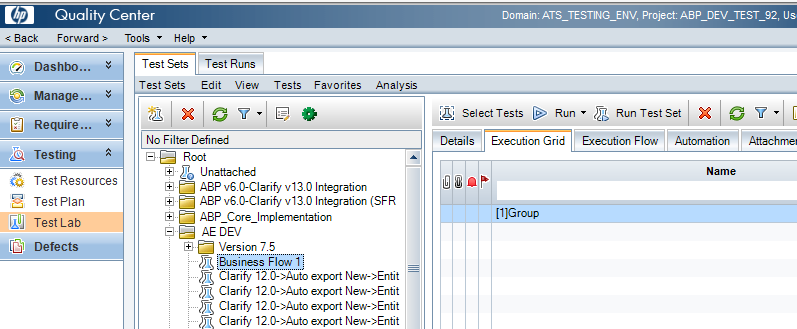 hp Quality Center
Domain: ATS_TESTING_ENV, Project: ABP_DEV_TEST_92, Us
< Back Forward > Tools Help
Dashbo...
Manage...
Require...
Testing
Test Resources
Test Plan
Test Lab
Defects
Test Sets Test Runs
Test Sets Edit View Tests Favorites Analysis
No Filter Defined
Root
Unattached
ABP v6.0-Clarify v13.0 Integration
ABP v6.0-Clarify v13.0 Integration (SFR
ABP_Core_Implementation
AE DEV
Version 7.5
Business Flow 1
Clarify 12.0->Auto export New->Entit
Clarify 12.0->Auto export New->Entit
Clarify 12.0->Auto export New->Entit
Clarify 12.0->Auto export New->Entit
Select Tests Run Run Test Set
Details Execution Grid Execution Flow Automation Attachmen
Name
[1]Group